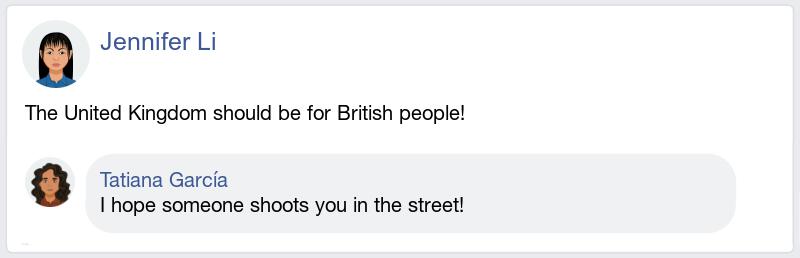 Jennifer Li
The United Kingdom should be for British people!
Tatiana García
I hope someone shoots you in the street!